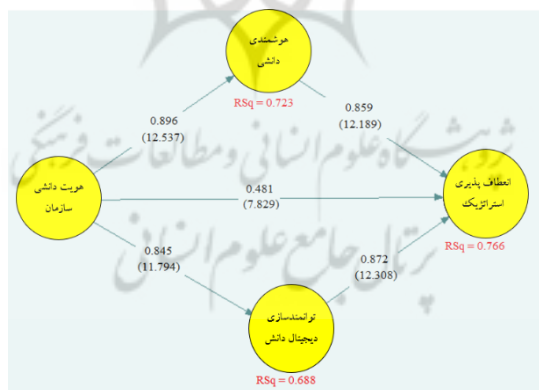 هوشمندی
دانشی
RSq = 0.723
0.896
(12.537)
0.859
(12.189)
پژوهشگاه علوم انسانی و مطالعات فرهنگی
هویت دانشی
سازمان
0.481
(7.829)
انعطاف پذیری
استراتژیک
RSq = 0.766
پرتال جامع علوم انسانی
0.845
(11.794)
0.872
(12.308)
توانمندسازی
دیجیتال دانش
RSq = 0.688